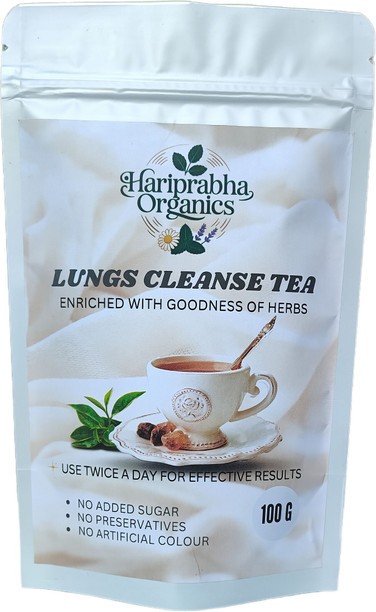 Hariprabha
Organics
LUNGS CLEANSE TEA
ENRICHED WITH GOODNESS OF HERBS
USE TWICE A DAY FOR EFFECTIVE RESULTS
• NO ADDED SUGAR
• NO PRESERVATIVES
• NO ARTIFICIAL COLOUR
100 G